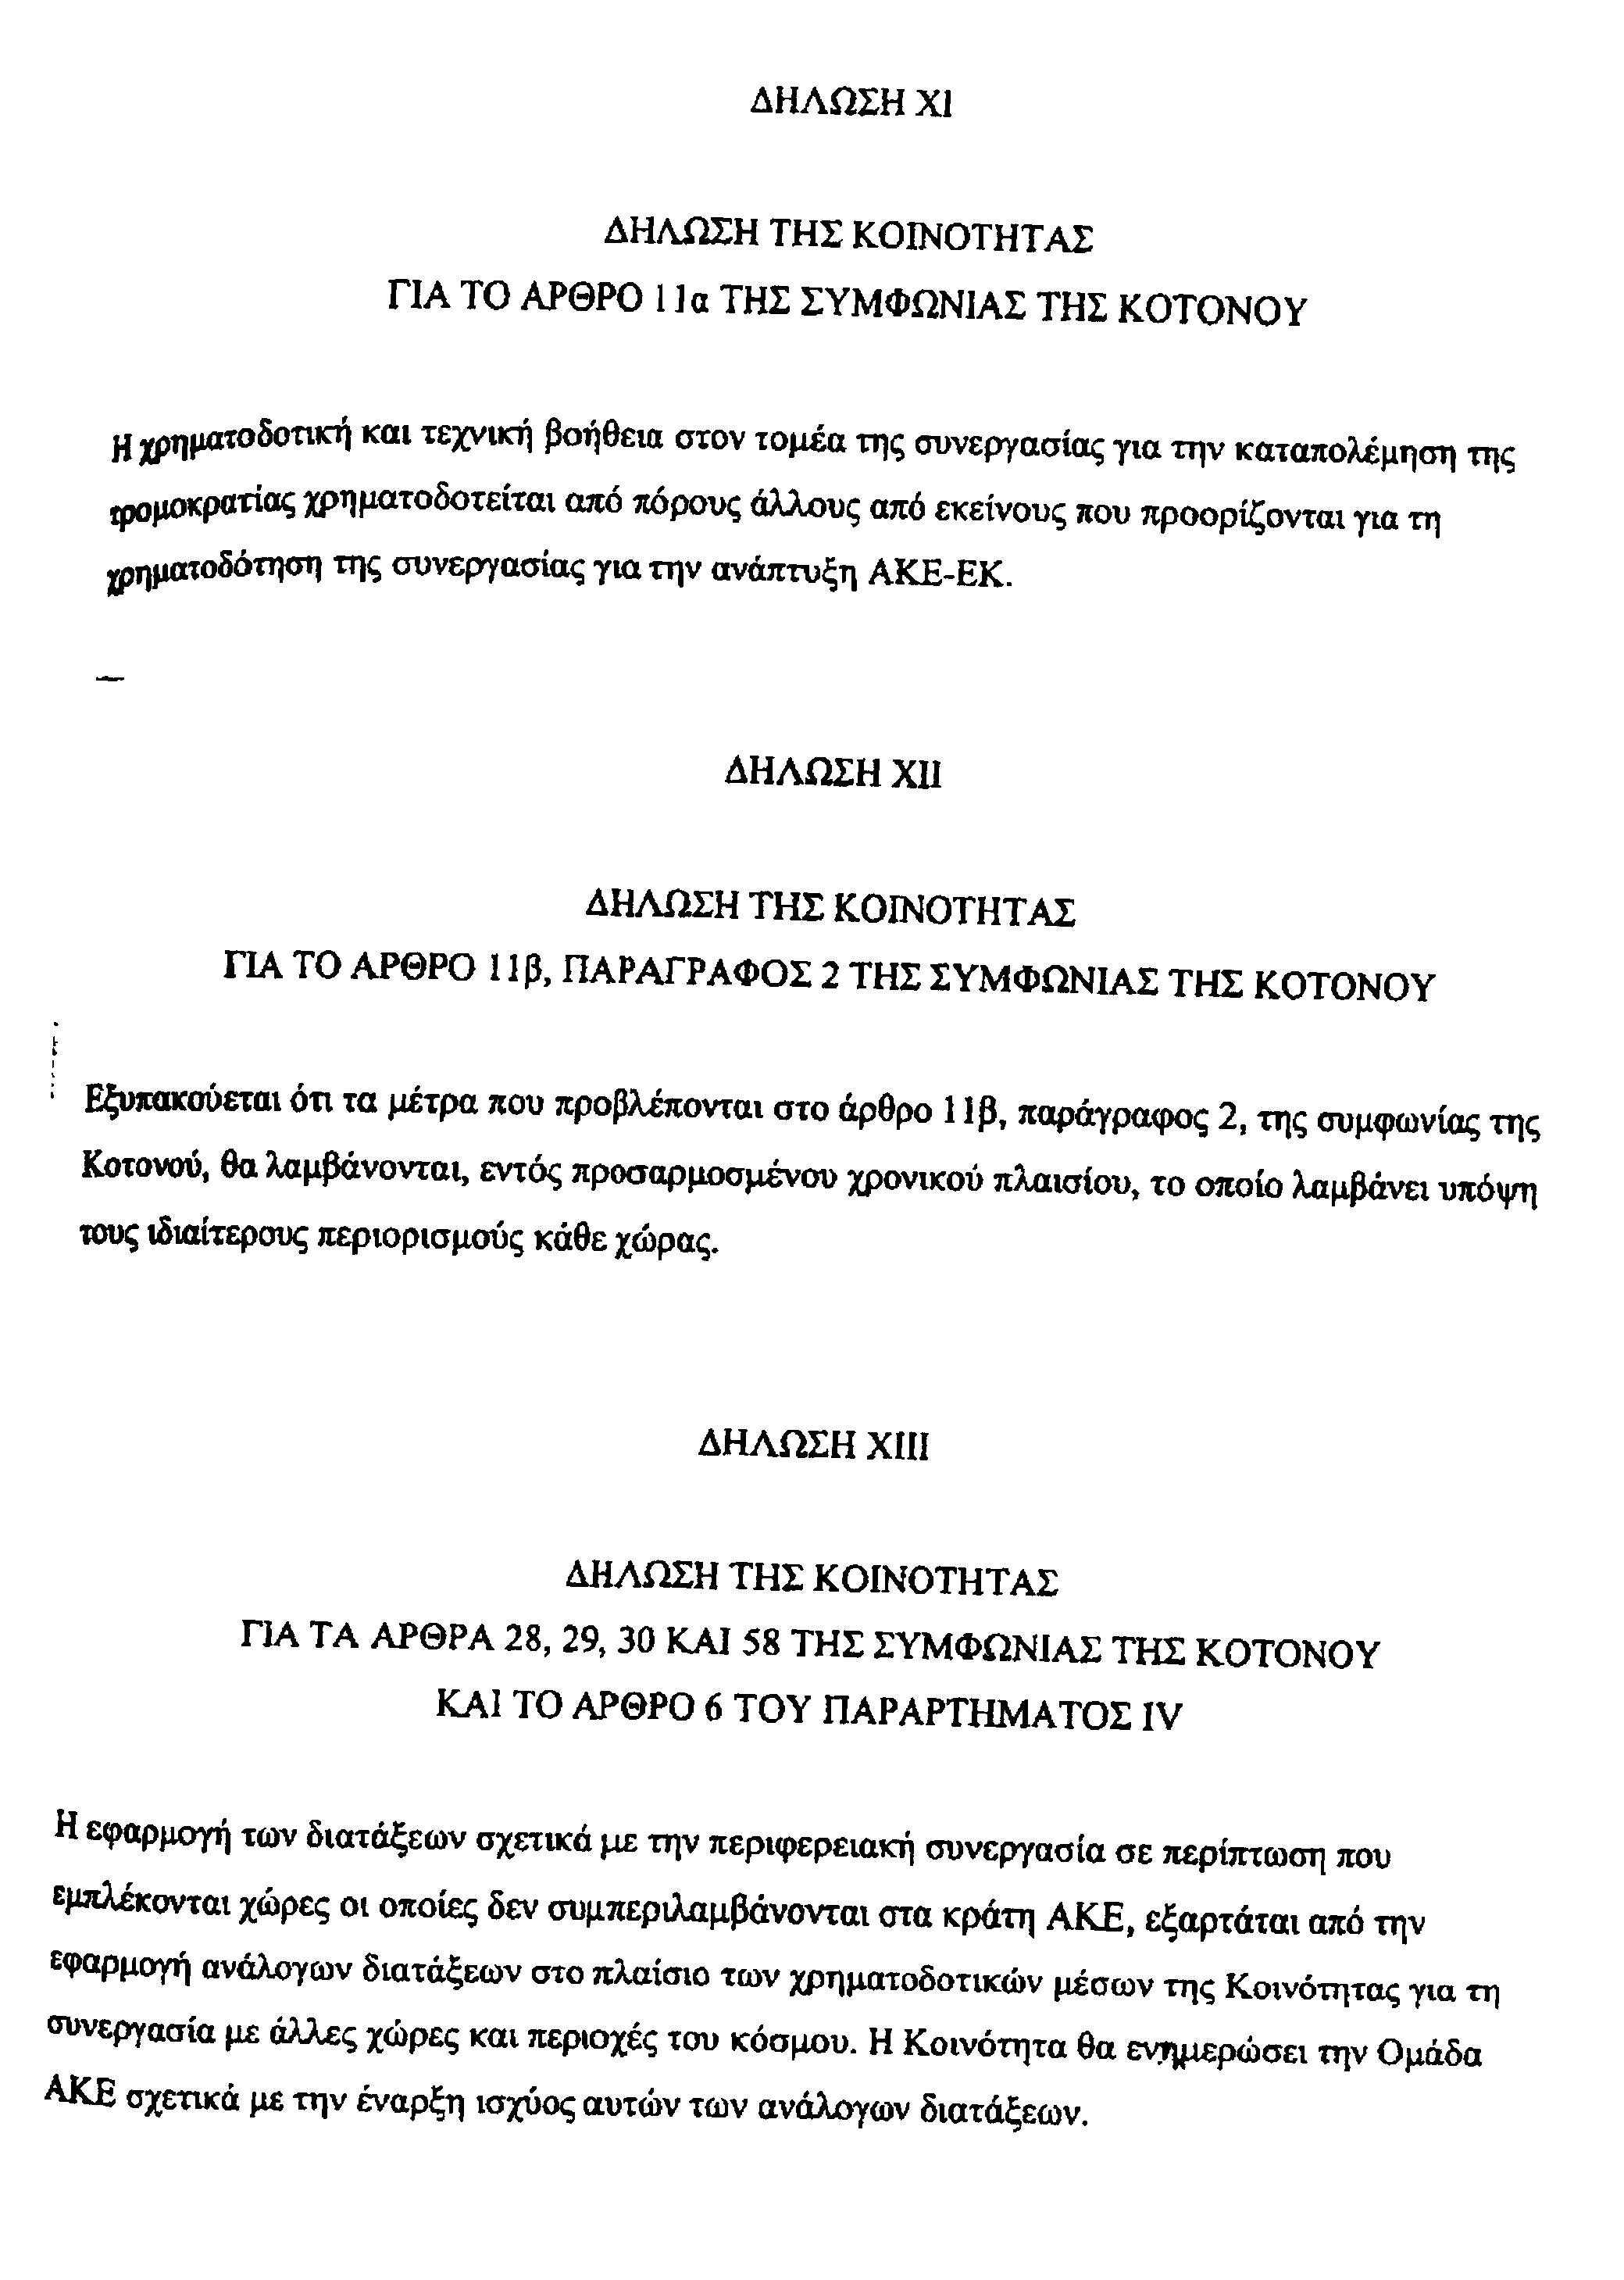 ΔΗΛΩΣΗ XI
ΔΗΛΩΣΗ ΤΗΣ ΚΟΙΝΟΤΗΤΑΣ
ΓΙΑ ΤΟ ΑΡΘΡΟ 11α ΤΗΣ ΣΥΜΦΩΝΙΑΣ ΤΗΣ ΚΟΤΟΝΟΥ
Η χρηματοδοτική και τεχνική βοήθεια στον τομέα της συνεργασίας για την καταπολέμηση της
τρομοκρατίας χρηματοδοτείται από πόρους άλλους από εκείνους που προορίζονται για τη
χρηματοδότηση της συνεργασίας για την ανάπτυξη ΑΚΕ-ΕΚ.
ΔΗΛΩΣΗ XII
ΔΗΛΩΣΗ ΤΗΣ ΚΟΙΝΟΤΗΤΑΣ
ΓΙΑ ΤΟ ΑΡΘΡΟ 11β, ΠΑΡΑΓΡΑΦΟΣ 2 ΤΗΣ ΣΥΜΦΩΝΙΑΣ ΤΗΣ ΚΟΤΟΝΟΥ
Εξυπακούεται ότι τα μέτρα που προβλέπονται στο άρθρο 11β, παράγραφος 2, της συμφωνίας της
Κοτονού, θα λαμβάνονται, εντός προσαρμοσμένου χρονικού πλαισίου, το οποίο λαμβάνει υπόψη
τους ιδιαίτερους περιορισμούς κάθε χώρας.
ΔΗΛΩΣΗ XIII
ΔΗΛΩΣΗ ΤΗΣ ΚΟΙΝΟΤΗΤΑΣ
ΓΙΑ ΤΑ ΑΡΘΡΑ 28, 29, 30 ΚΑΙ 58 ΤΗΣ ΣΥΜΦΩΝΙΑΣ ΤΗΣ ΚΟΤΟΝΟΥ
ΚΑΙ ΤΟ ΑΡΘΡΟ 6 ΤΟΥ ΠΑΡΑΡΤΗΜΑΤΟΣ IV
Η εφαρμογή των διατάξεων σχετικά με την περιφερειακή συνεργασία σε περίπτωση που
εμπλέκονται χώρες οι οποίες δεν συμπεριλαμβάνονται στα κράτη ΑΚΕ, εξαρτάται από την
εφαρμογή ανάλογων διατάξεων στο πλαίσιο των χρηματοδοτικών μέσων της Κοινότητας για τη
συνεργασία με άλλες χώρες και περιοχές του κόσμου. Η Κοινότητα θα ενημερώσει την Ομάδα
ΑΚΕ σχετικά με την έναρξη ισχύος αυτών των ανάλογων διατάξεων.